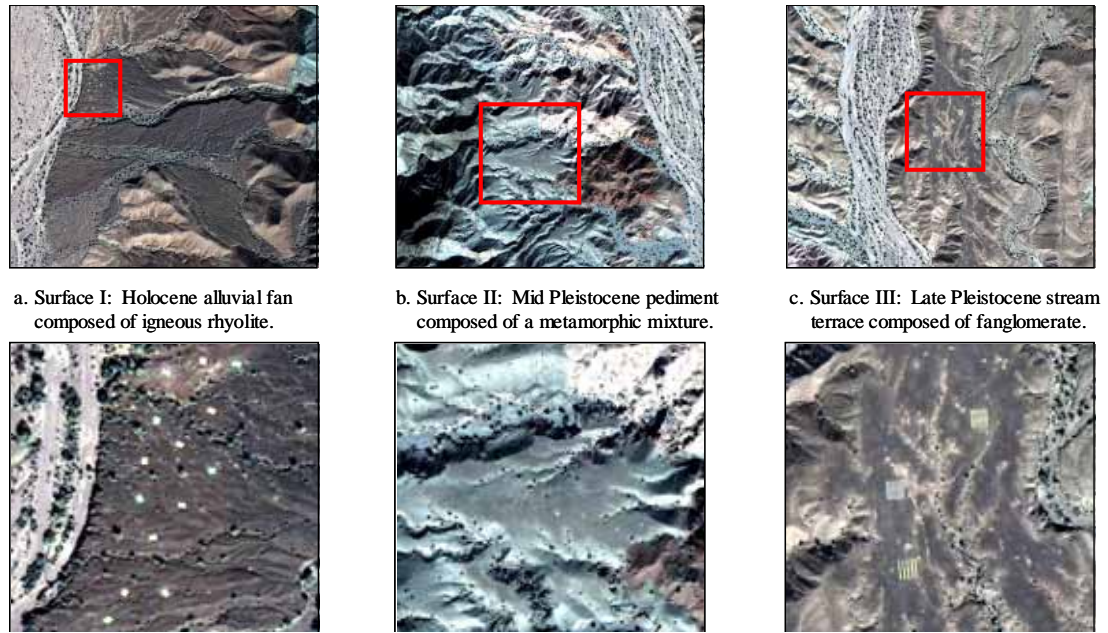 a. Surface I: Holocene alluvial fan
composed of igneous rhyolite.
b. Surface II: Mid Pleistocene pediment
composed of a metamorphic mixture.
c. Surface III: Late Pleistocene stream
terrace composed of fanglomerate.